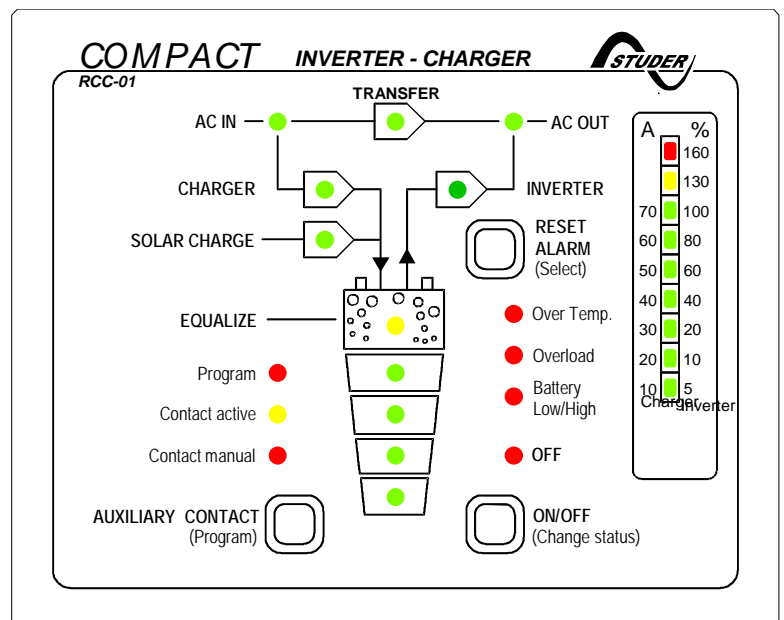 COMPACT INVERTER - CHARGER STUDER
RCC-01
TRANSFER
AC IN
AC OUT
A %
160
130
70 100
60 80
50 60
40 40
30 20
20 10
10 5
Charger Inverter
CHARGER
INVERTER
SOLAR CHARGE
RESET
ALARM
(Select)
EQUALIZE
Over Temp.
Overload
Battery
Low/High
OFF
Program
Contact active
Contact manual
AUXILIARY CONTACT
(Program)
ON/OFF
(Change status)